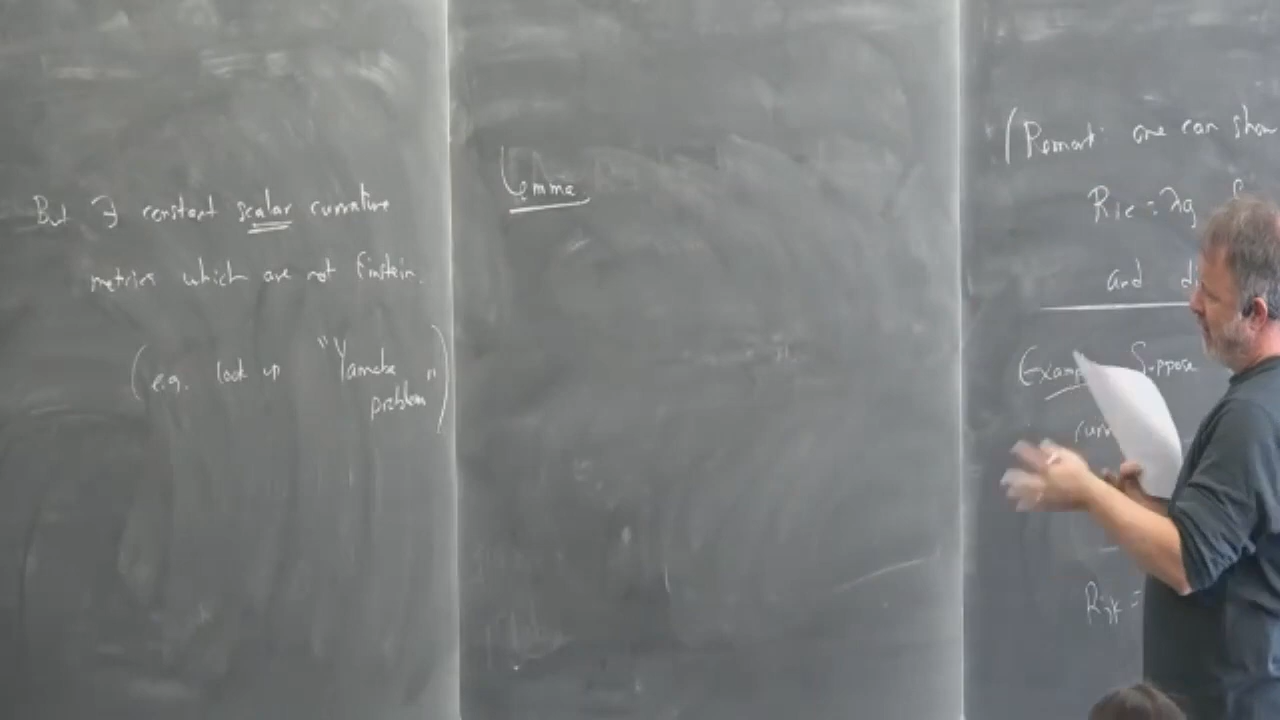 But ∃ constant scalar curvature
metrics which are not Einstein.
(e.g. look up "Yamabe
problem")
Lemma
(Remark: one can show
Ric = λg
and
Example Suppose
R